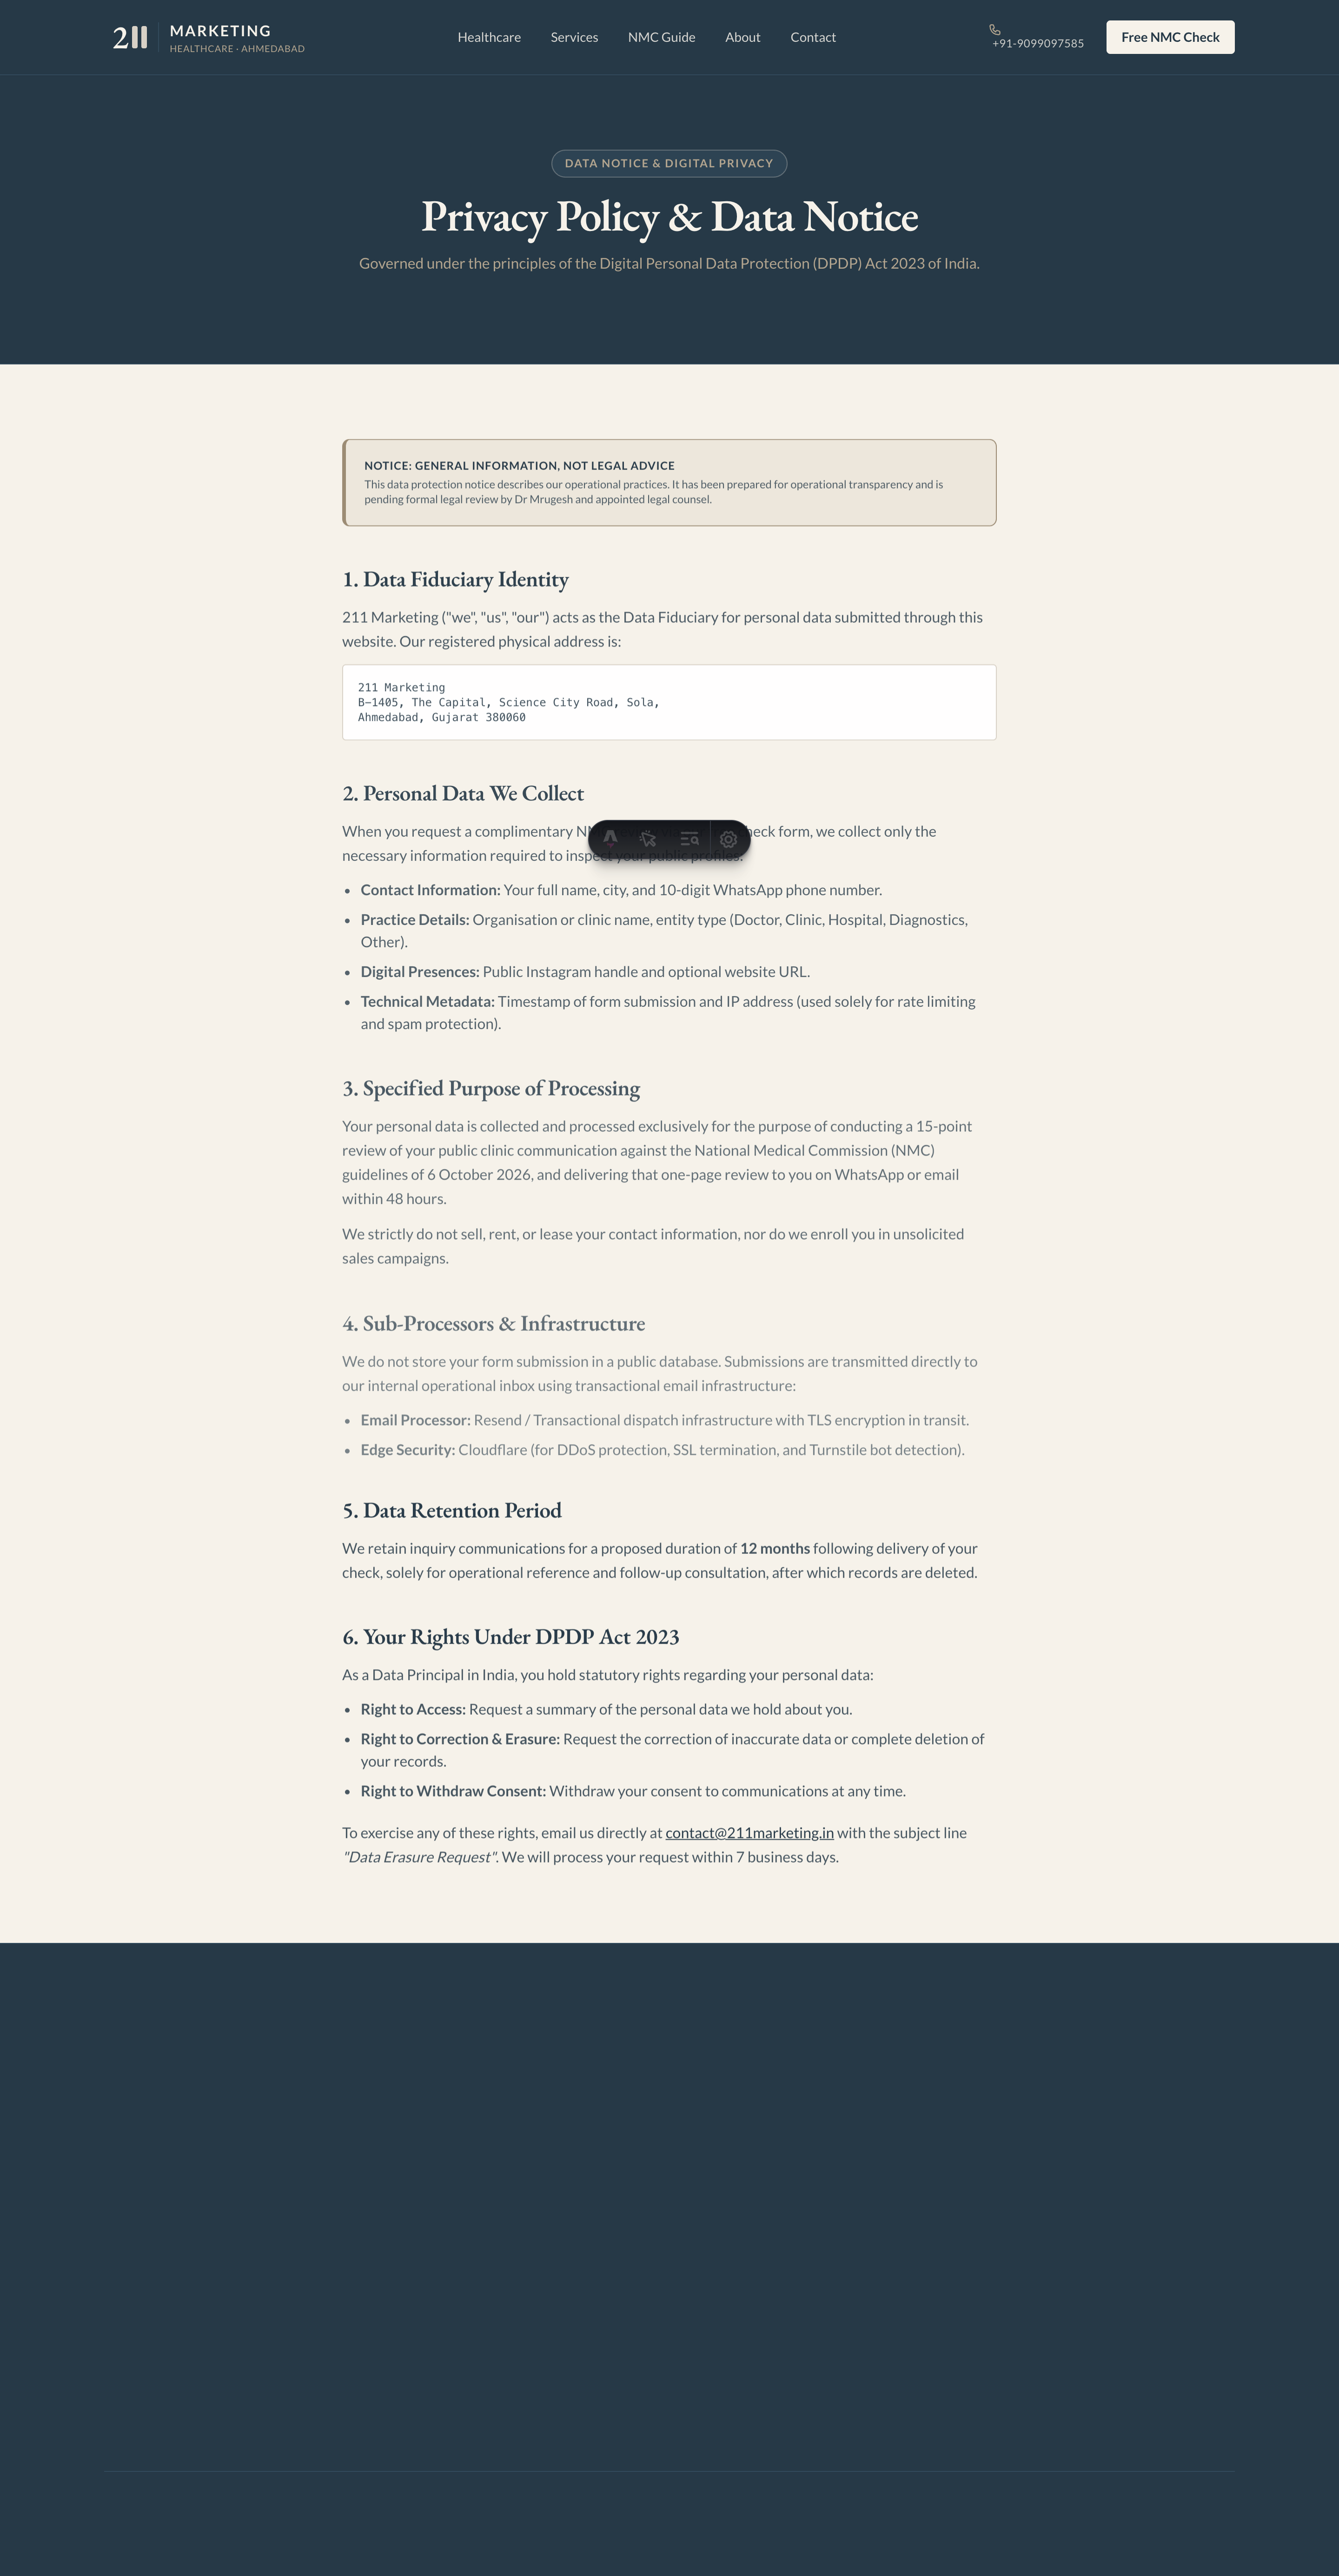 211
MARKETING
HEALTHCARE · AHMEDABAD
Healthcare
Services
NMC Guide
About
Contact
+91-9099097585
Free NMC Check
DATA NOTICE & DIGITAL PRIVACY
Privacy Policy & Data Notice
Governed under the principles of the Digital Personal Data Protection (DPDP) Act 2023 of India.
NOTICE: GENERAL INFORMATION, NOT LEGAL ADVICE
This data protection notice describes our operational practices. It has been prepared for operational transparency and is
pending formal legal review by Dr Mrugesh and appointed legal counsel.
1. Data Fiduciary Identity
211 Marketing ("we", "us", "our") acts as the Data Fiduciary for personal data submitted through this
website. Our registered physical address is:
211 Marketing
B-1405, The Capital, Science City Road, Sola,
Ahmedabad, Gujarat 380060
2. Personal Data We Collect
When you request a complimentary form, we collect only the
necessary information required to inspect your public profiles.
• Contact Information: Your full name, city, and 10-digit WhatsApp phone number.
• Practice Details: Organisation or clinic name, entity type (Doctor, Clinic, Hospital, Diagnostics,
Other).
• Digital Presences: Public Instagram handle and optional website URL.
• Technical Metadata: Timestamp of form submission and IP address (used solely for rate limiting
and spam protection).
3. Specified Purpose of Processing
Your personal data is collected and processed exclusively for the purpose of conducting a 15-point
review of your public clinic communication against the National Medical Commission (NMC)
guidelines of 6 October 2026, and delivering that one-page review to you on WhatsApp or email
within 48 hours.
We strictly do not sell, rent, or lease your contact information, nor do we enroll you in unsolicited
sales campaigns.
4. Sub-Processors & Infrastructure
We do not store your form submission in a public database. Submissions are transmitted directly to
our internal operational inbox using transactional email infrastructure:
• Email Processor: Resend / Transactional dispatch infrastructure with TLS encryption in transit.
• Edge Security: Cloudflare (for DDoS protection, SSL termination, and Turnstile bot detection).
5. Data Retention Period
We retain inquiry communications for a proposed duration of 12 months following delivery of your
check, solely for operational reference and follow-up consultation, after which records are deleted.
6. Your Rights Under DPDP Act 2023
As a Data Principal in India, you hold statutory rights regarding your personal data:
• Right to Access: Request a summary of the personal data we hold about you.
• Right to Correction & Erasure: Request the correction of inaccurate data or complete deletion of
your records.
• Right to Withdraw Consent: Withdraw your consent to communications at any time.
To exercise any of these rights, email us directly at contact@211marketing.in with the subject line
"Data Erasure Request". We will process your request within 7 business days.